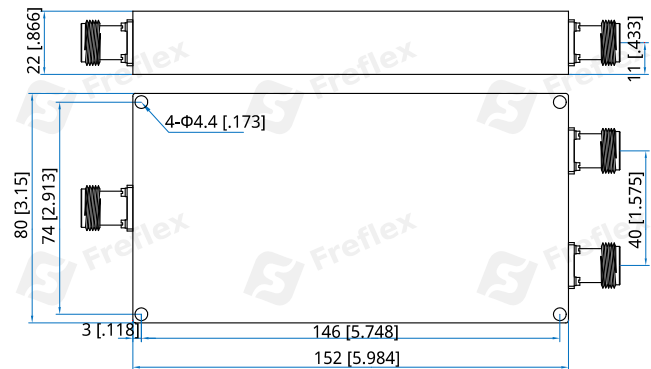 22 [.866]
11 [.433]
Freflex
Freflex
Freflex
4-Φ4.4 [.173]
80 [3.15]
74 [2.913]
40 [1.575]
Freflex
Freflex
Freflex
3 [.118]
146 [5.748]
152 [5.984]